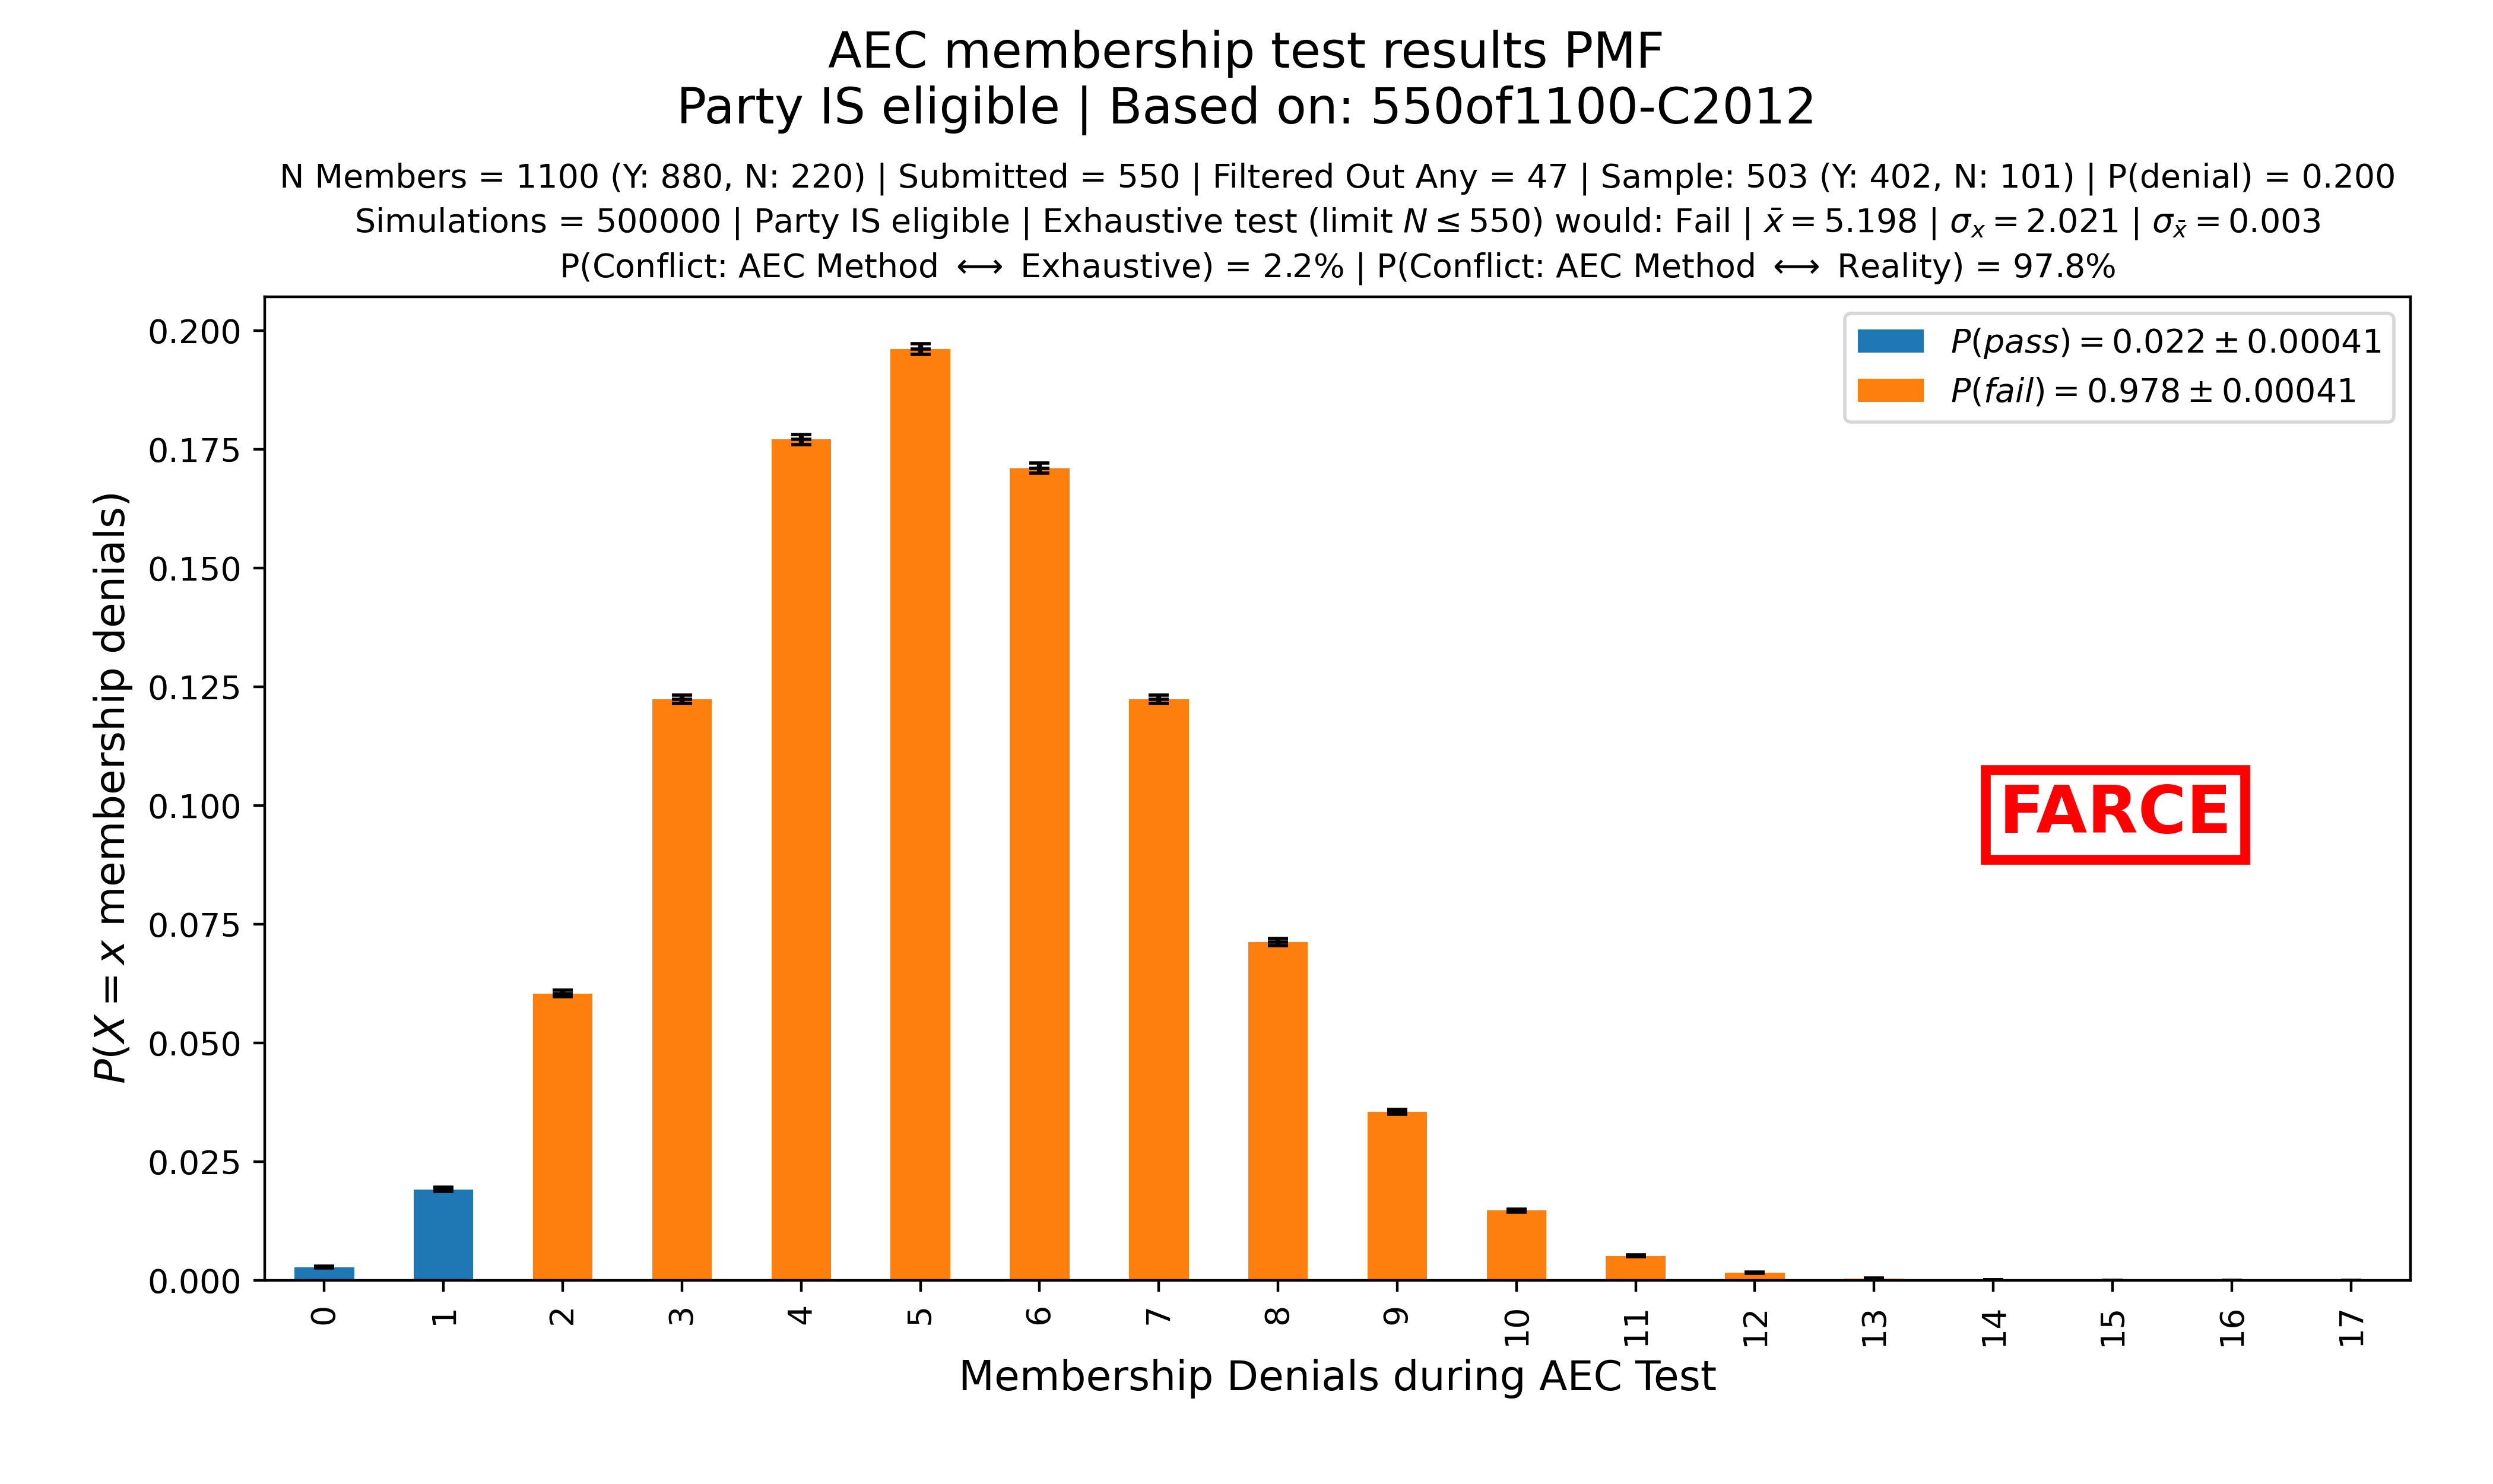 AEC membership test results PMF
Party IS eligible | Based on: 550of1100-C2012
N Members = 1100 (Y: 880, N: 220) | Submitted = 550 | Filtered Out Any = 47 | Sample: 503 (Y: 402, N: 101) | P(denial) = 0.200
Simulations = 500000 | Party IS eligible | Exhaustive test (limit N ≤ 550) would: Fail | x̄ = 5.198 | σₓ = 2.021 | σ_x̄ = 0.003
P(Conflict: AEC Method ⟷ Exhaustive) = 2.2% | P(Conflict: AEC Method ⟷ Reality) = 97.8%
P(pass) = 0.022 ± 0.00041
P(fail) = 0.978 ± 0.00041
FARCE
P(X = x membership denials)
0.200
0.175
0.150
0.125
0.100
0.075
0.050
0.025
0.000
0 1 2 3 4 5 6 7 8 9 10 11 12 13 14 15 16 17
Membership Denials during AEC Test